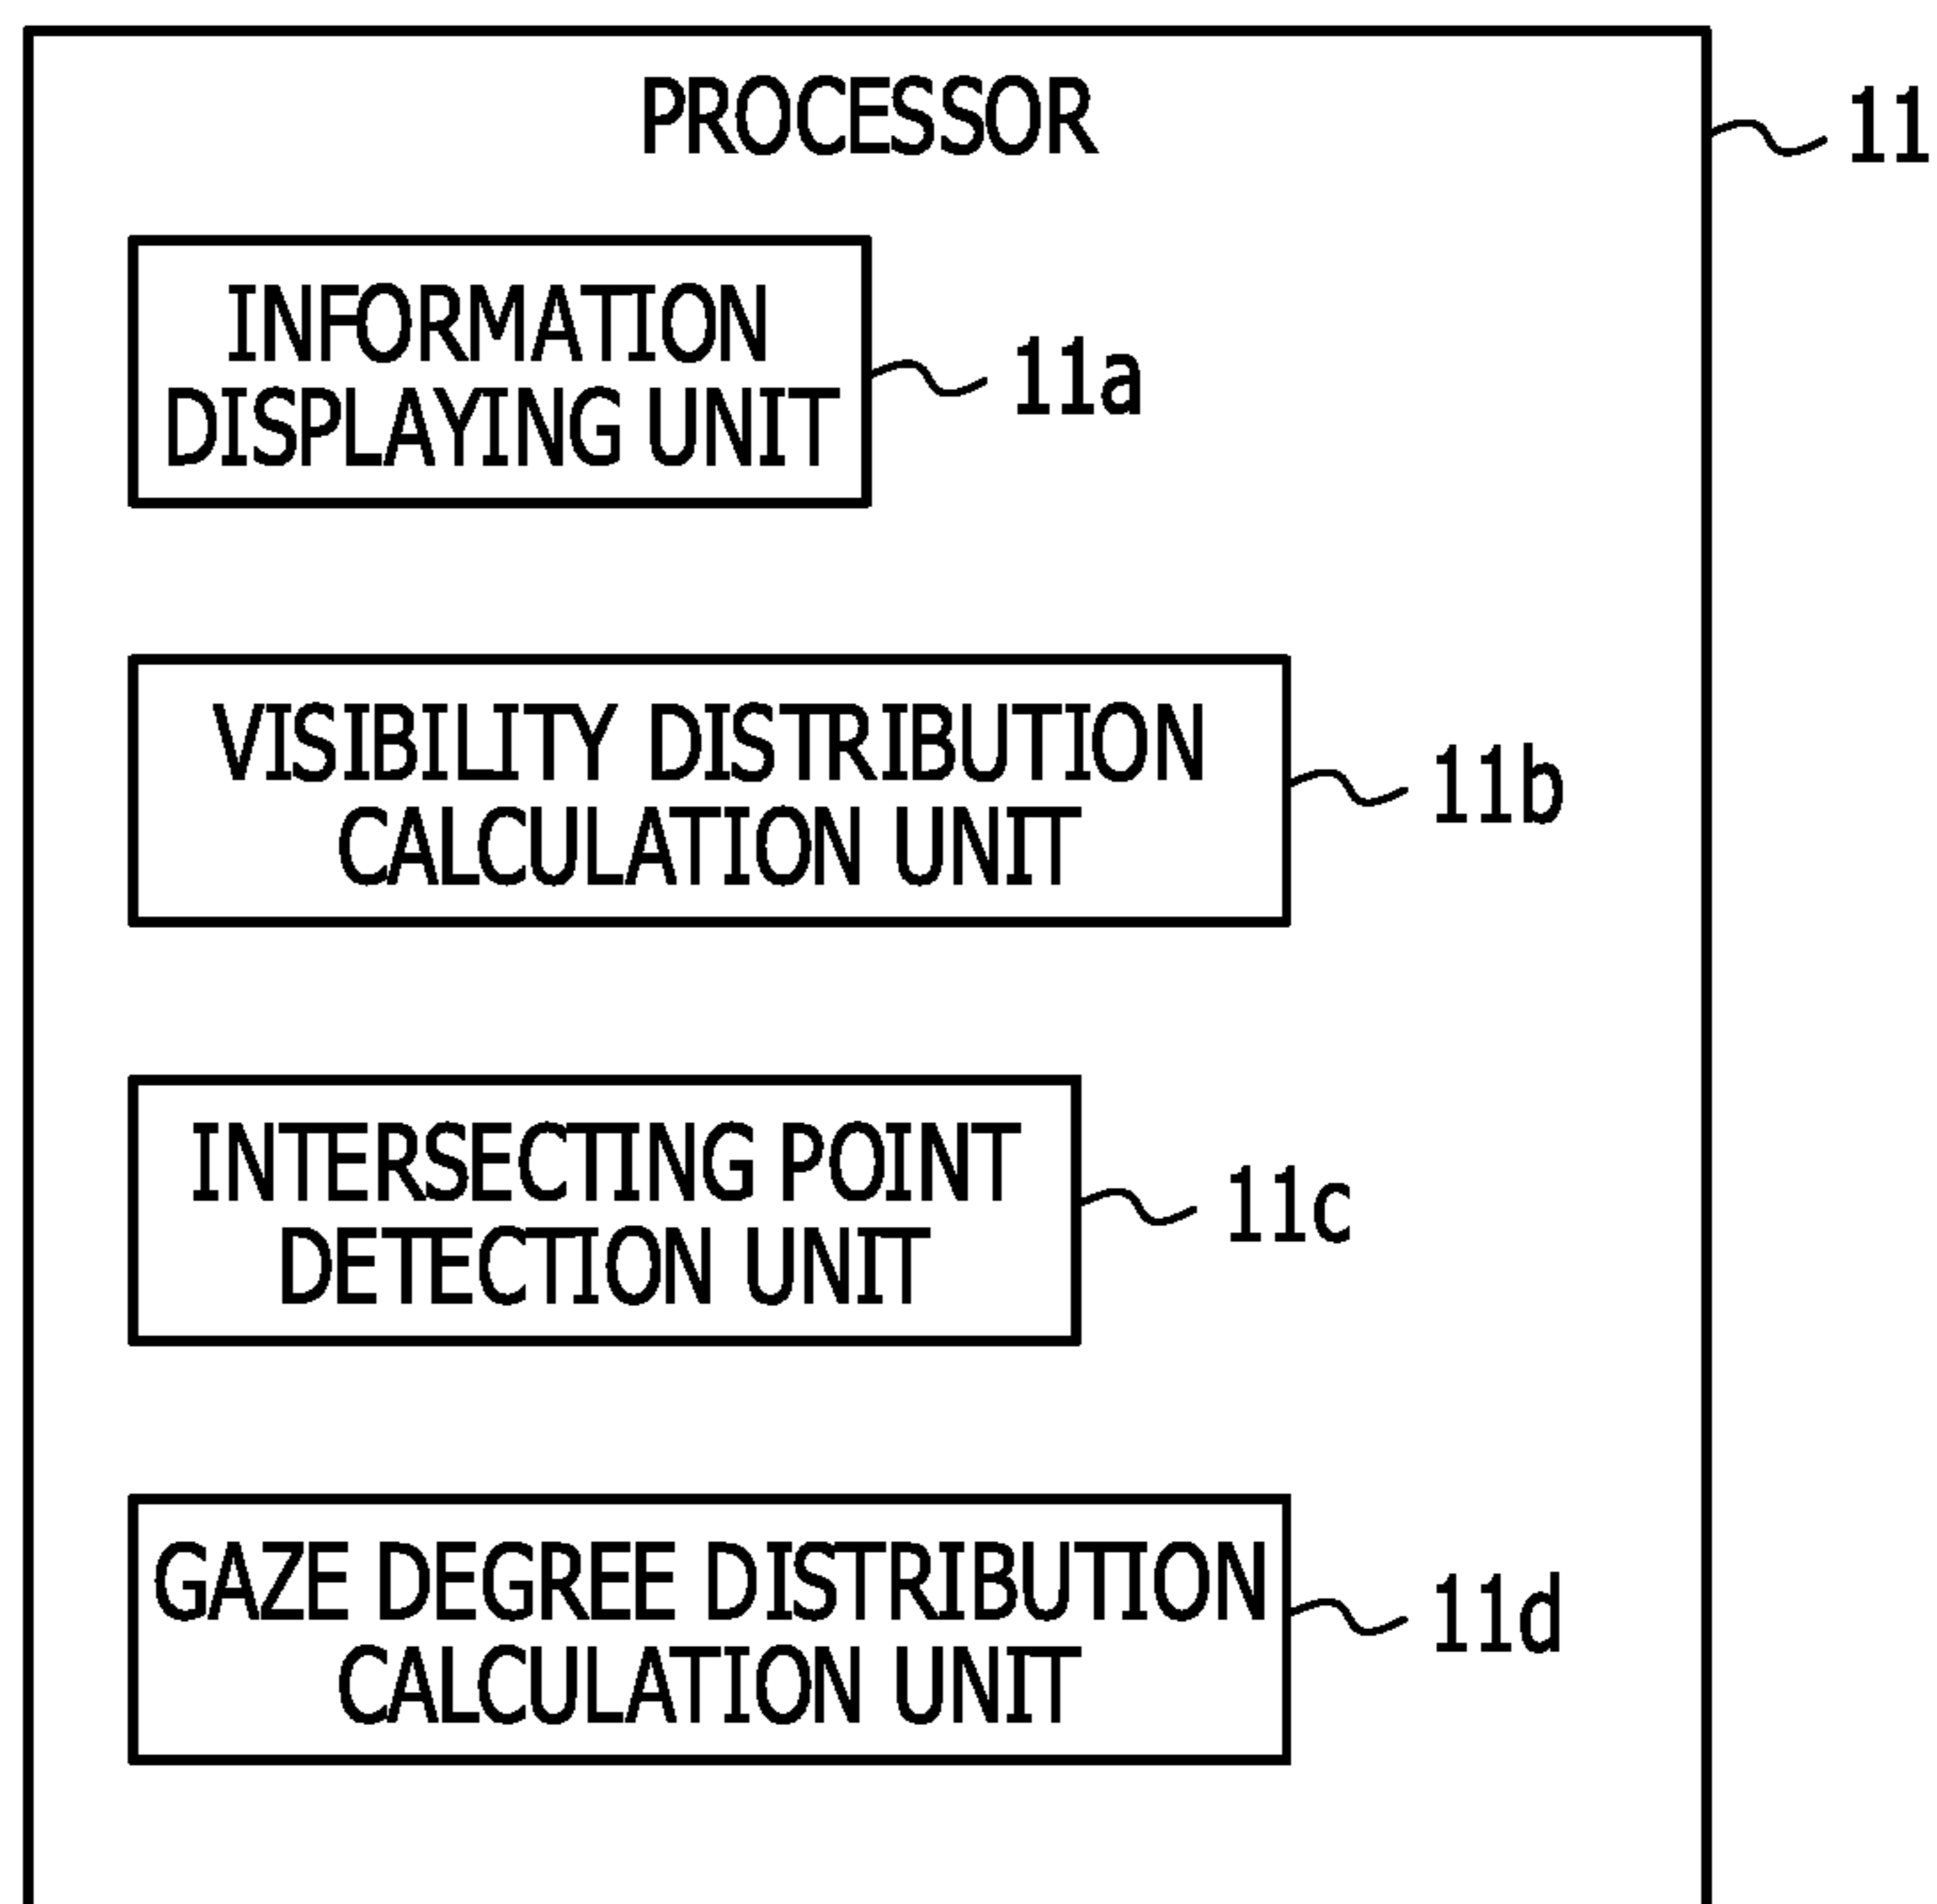 PROCESSOR
11
INFORMATION
DISPLAYING UNIT
11a
VISIBILITY DISTRIBUTION
CALCULATION UNIT
11b
INTERSECTING POINT
DETECTION UNIT
11c
GAZE DEGREE DISTRIBUTION
CALCULATION UNIT
11d